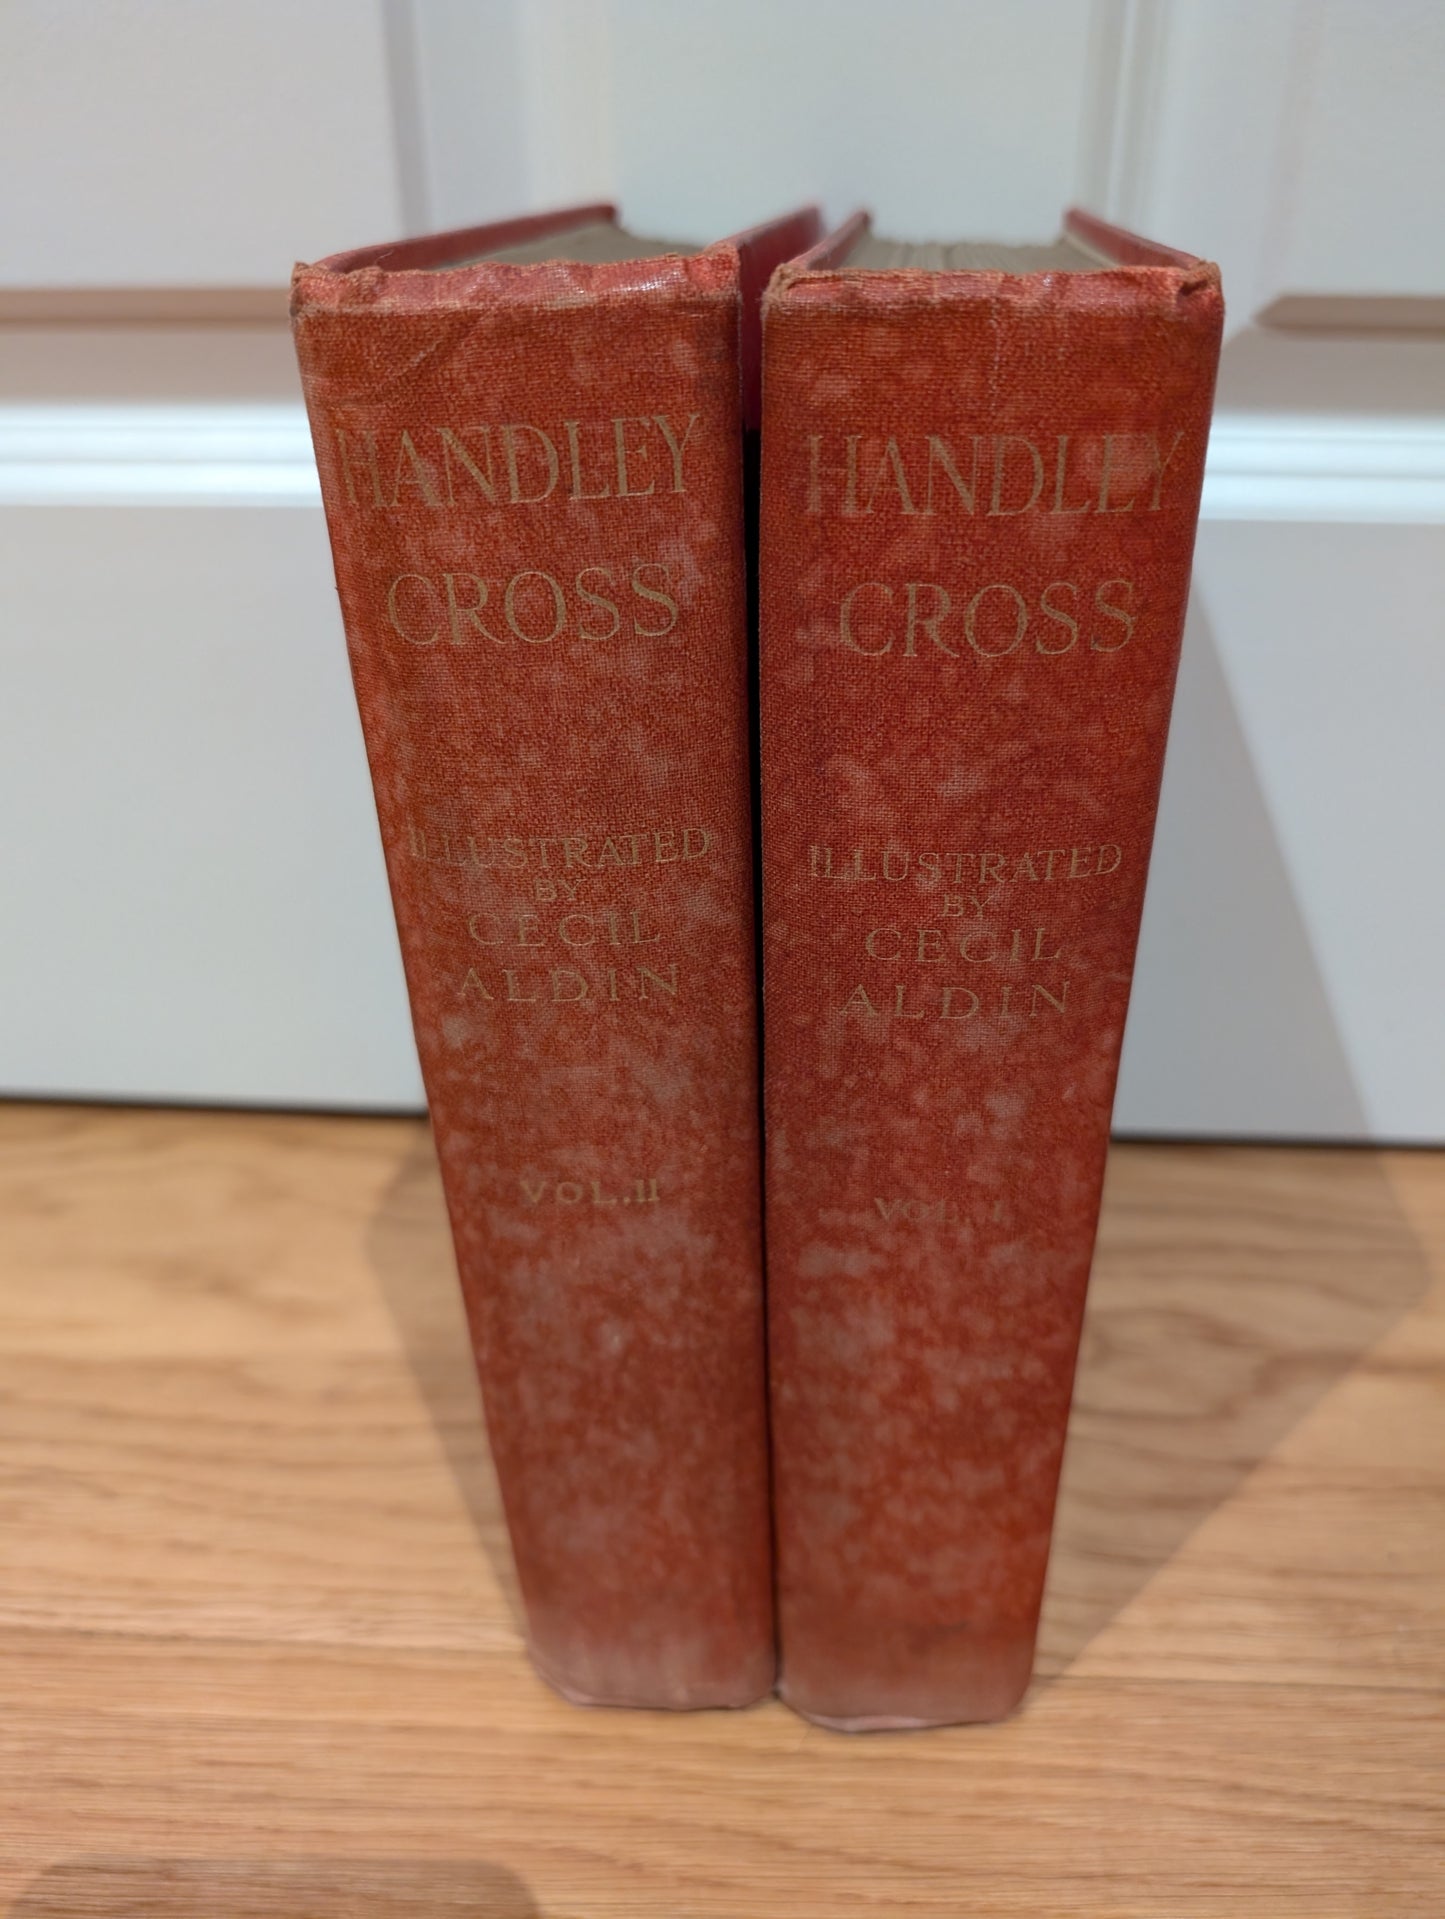 HANDLEY
CROSS
ILLUSTRATED
BY
CECIL
ALDIN
VOL. II
HANDLEY
CROSS
ILLUSTRATED
BY
CECIL
ALDIN
VOL. I